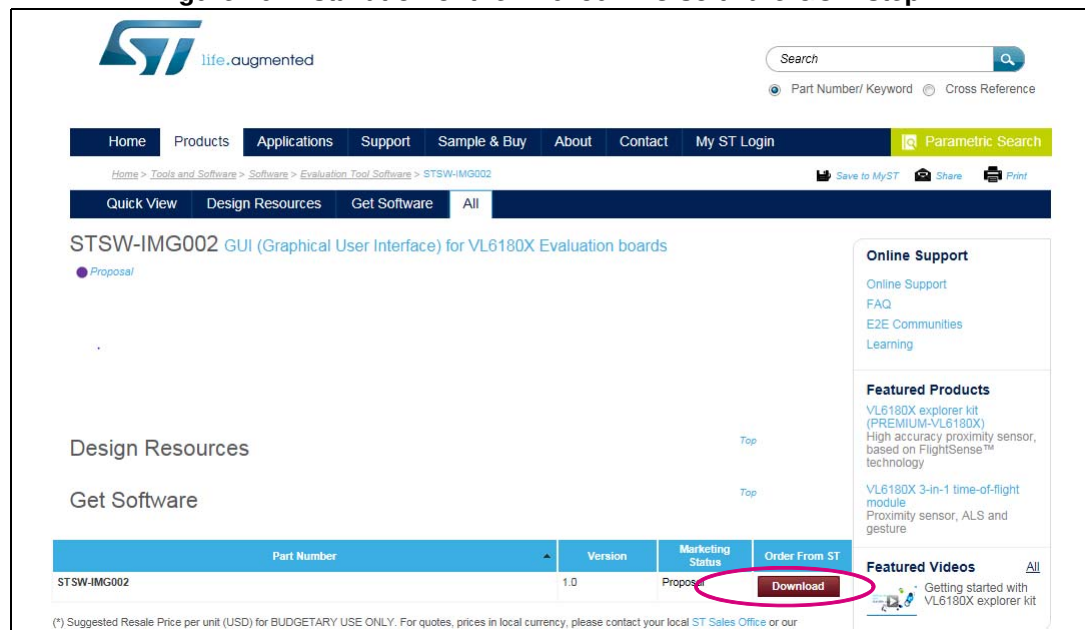 life.augmented
Search
Part Number/ Keyword Cross Reference
Home Products Applications Support Sample & Buy About Contact My ST Login Parametric Search
Home > Tools and Software > Software > Evaluation Tool Software > STSW-IMG002
Save to MyST Share Print
Quick View Design Resources Get Software All
STSW-IMG002 GUI (Graphical User Interface) for VL6180X Evaluation boards
Proposal
Design Resources Top
Get Software Top
Part Number Version Marketing Status Order From ST
STSW-IMG002 1.0 Proposal Download
(*) Suggested Resale Price per unit (USD) for BUDGETARY USE ONLY. For quotes, prices in local currency, please contact your local ST Sales Office or our
Online Support
Online Support
FAQ
E2E Communities
Learning
Featured Products
VL6180X explorer kit
(PREMIUM-VL6180X)
High accuracy proximity sensor,
based on FlightSense™
technology
VL6180X 3-in-1 time-of-flight
module
Proximity sensor, ALS and
gesture
Featured Videos All
Getting started with
VL6180X explorer kit